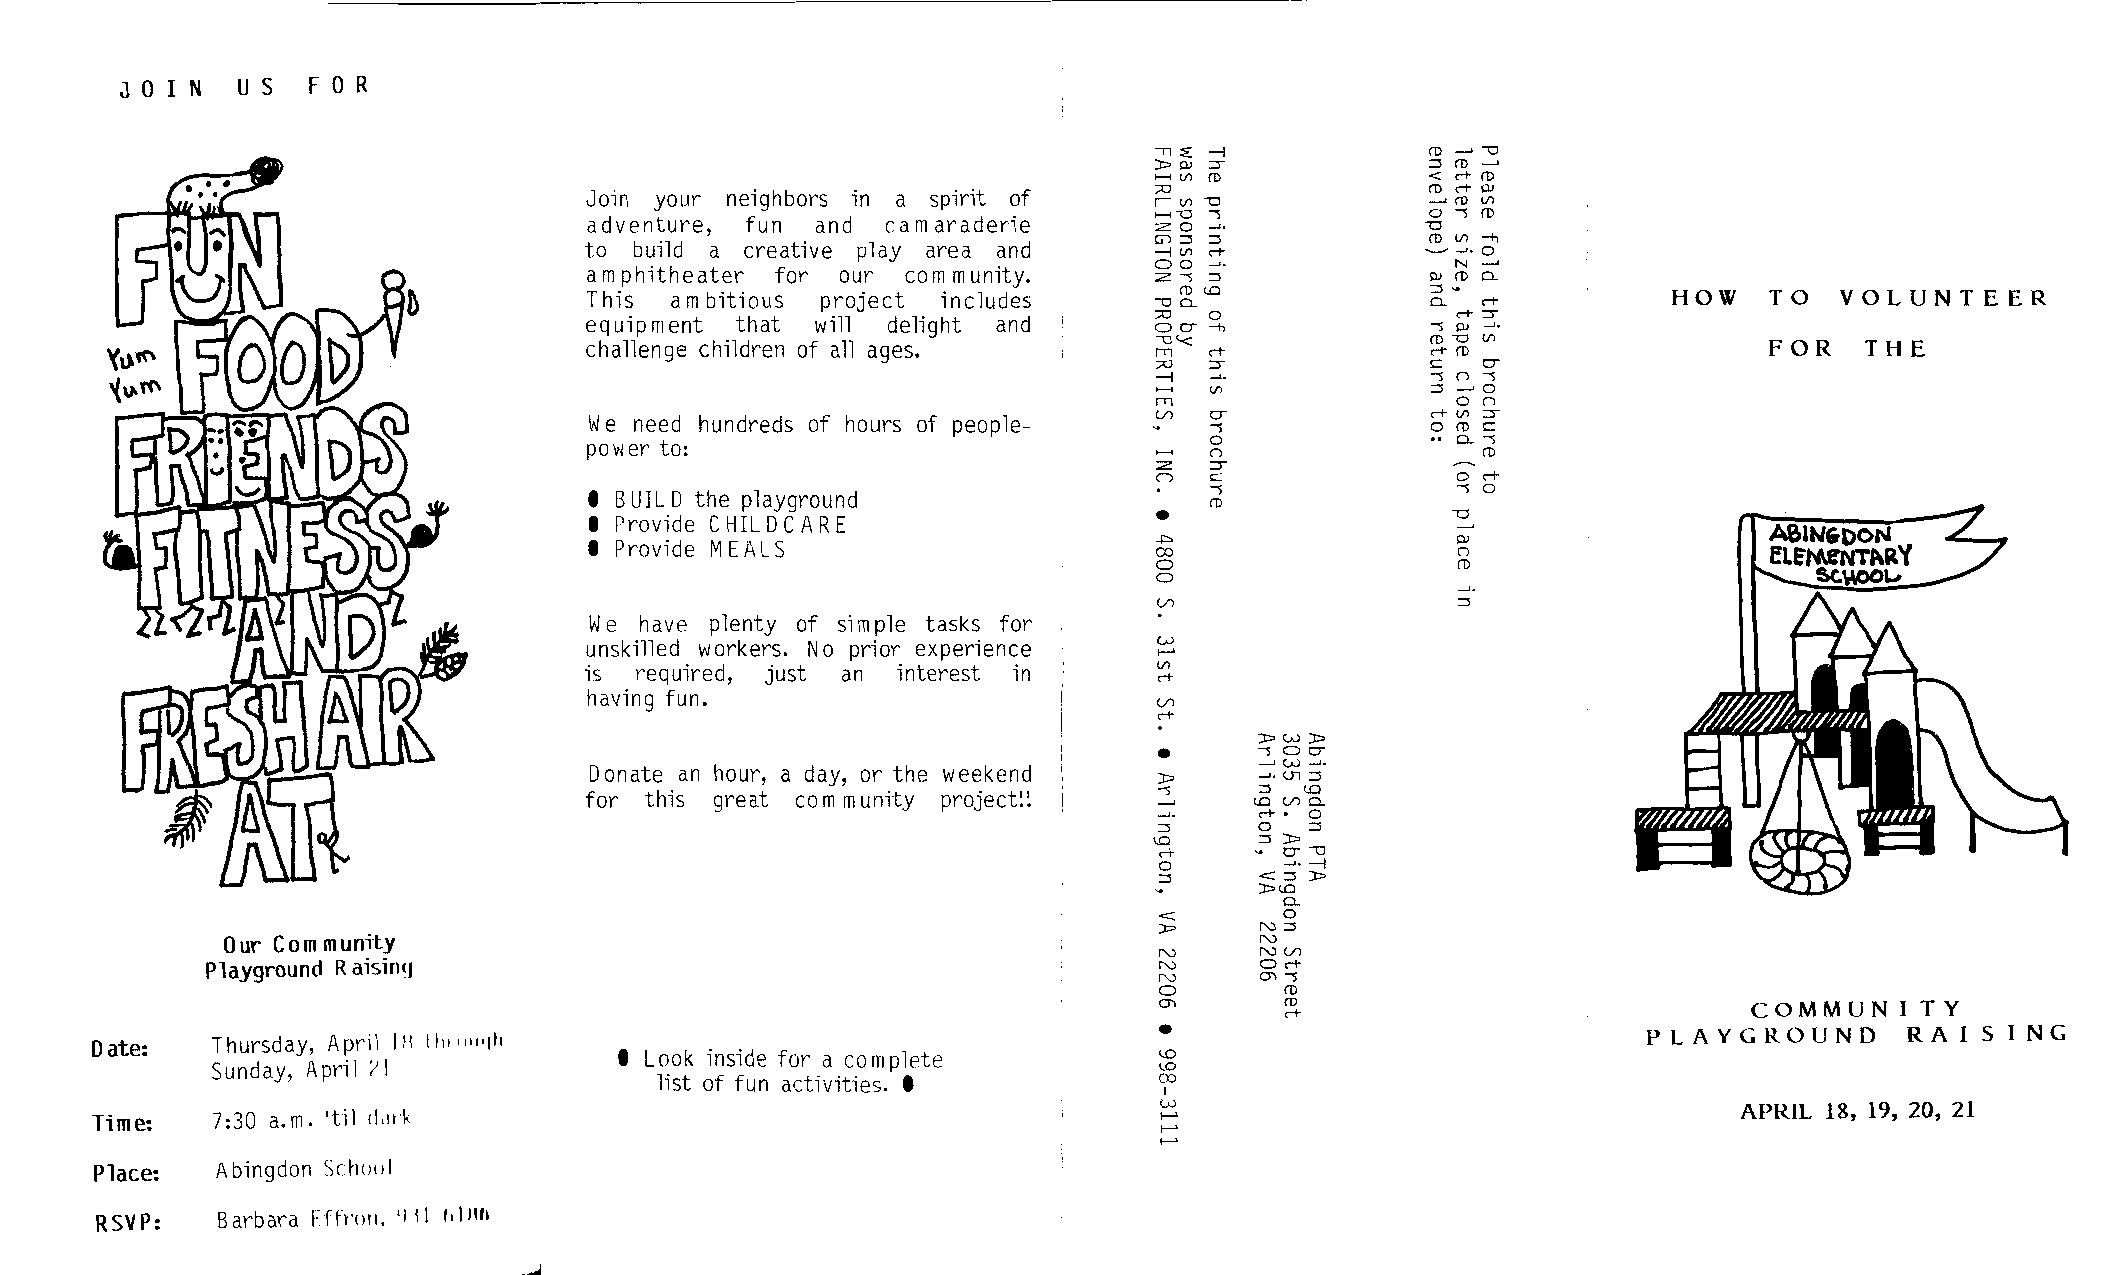 JOIN US FOR
FUN
Yum
Yum
FOOD
FRIENDS
FITNESS
AND
FRESH AIR
AT
Our Community
Playground Raising
Date: Thursday, April 18 through
Sunday, April 21
Time: 7:30 a.m. 'til dark
Place: Abingdon School
RSVP: Barbara Effron,
Join your neighbors in a spirit of
adventure, fun and camaraderie
to build a creative play area and
amphitheater for our community.
This ambitious project includes
equipment that will delight and
challenge children of all ages.
We need hundreds of hours of people-
power to:
● BUILD the playground
● Provide CHILDCARE
● Provide MEALS
We have plenty of simple tasks for
unskilled workers. No prior experience
is required, just an interest in
having fun.
Donate an hour, a day, or the weekend
for this great community project!!
● Look inside for a complete
list of fun activities. ●
The printing of this brochure
was sponsored by
FAIRLINGTON PROPERTIES, INC. ● 4800 S. 31st St. ● Arlington, VA 22206 ● 998-3111
Please fold this brochure to
letter size, tape closed (or place in
envelope) and return to:
Abingdon PTA
3035 S. Abingdon Street
Arlington, VA 22206
HOW TO VOLUNTEER
FOR THE
ABINGDON
ELEMENTARY
SCHOOL
COMMUNITY
PLAYGROUND RAISING
APRIL 18, 19, 20, 21